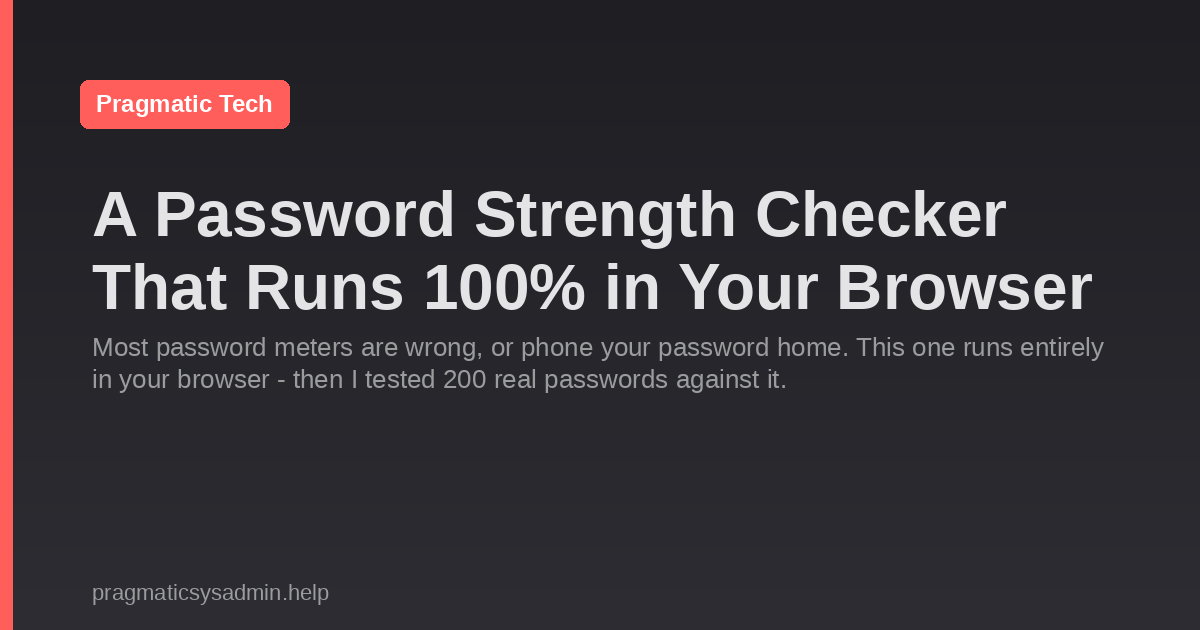 Pragmatic Tech
A Password Strength Checker
That Runs 100% in Your Browser
Most password meters are wrong, or phone your password home. This one runs entirely
in your browser - then I tested 200 real passwords against it.
pragmaticsysadmin.help